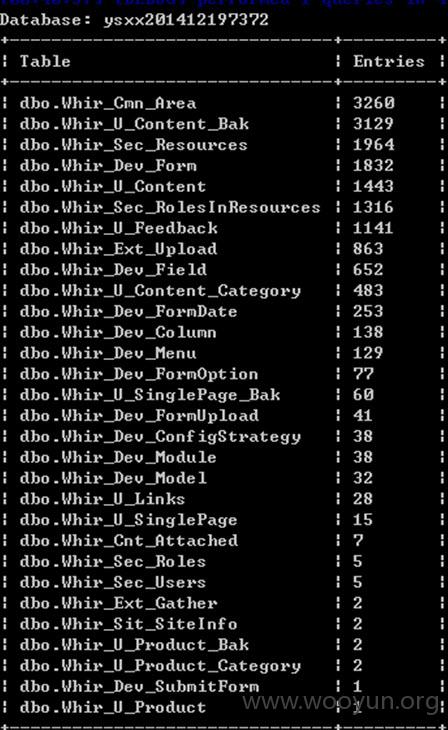 Database: ysxx201412197372
Table Entries
dbo.Whir_Cmn_Area 3260
dbo.Whir_U_Content_Bak 3129
dbo.Whir_Sec_Resources 1964
dbo.Whir_Dev_Form 1832
dbo.Whir_U_Content 1443
dbo.Whir_Sec_RolesInResources 1316
dbo.Whir_U_Feedback 1141
dbo.Whir_Ext_Upload 863
dbo.Whir_Dev_Field 652
dbo.Whir_U_Content_Category 483
dbo.Whir_Dev_FormDate 253
dbo.Whir_Dev_Column 138
dbo.Whir_Dev_Menu 129
dbo.Whir_Dev_FormOption 77
dbo.Whir_U_SinglePage_Bak 60
dbo.Whir_Dev_FormUpload 41
dbo.Whir_Dev_ConfigStrategy 38
dbo.Whir_Dev_Module 38
dbo.Whir_Dev_Model 32
dbo.Whir_U_Links 28
dbo.Whir_U_SinglePage 15
dbo.Whir_Cnt_Attached 7
dbo.Whir_Sec_Roles 5
dbo.Whir_Sec_Users 5
dbo.Whir_Ext_Gather 2
dbo.Whir_Sit_SiteInfo 2
dbo.Whir_U_Product_Bak 2
dbo.Whir_U_Product_Category 2
dbo.Whir_Dev_SubmitForm 1
dbo.Whir_U_Product 1
www.wooyun.org